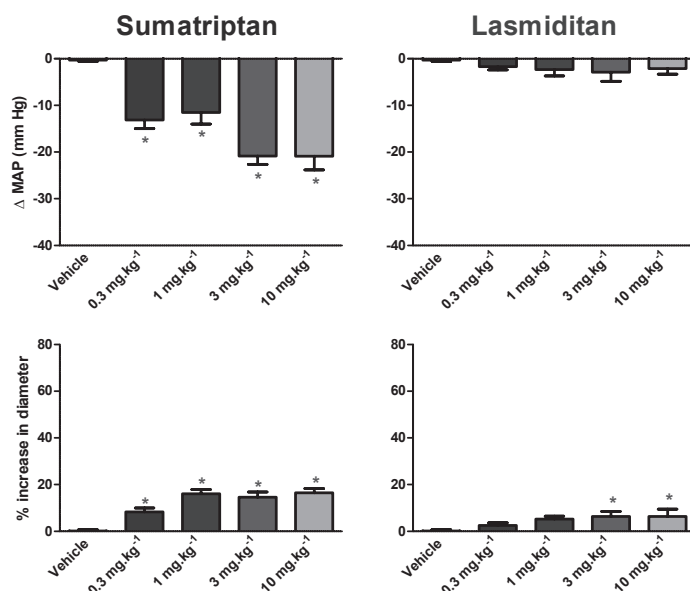 Sumatriptan
Lasmiditan
Δ MAP (mm Hg)
0
-10
-20
-30
-40
*
*
*
*
Vehicle
0.3 mg.kg⁻¹
1 mg.kg⁻¹
3 mg.kg⁻¹
10 mg.kg⁻¹
0
-10
-20
-30
-40
Vehicle
0.3 mg.kg⁻¹
1 mg.kg⁻¹
3 mg.kg⁻¹
10 mg.kg⁻¹
% increase in diameter
80
60
40
20
0
*
*
*
*
Vehicle
0.3 mg.kg⁻¹
1 mg.kg⁻¹
3 mg.kg⁻¹
10 mg.kg⁻¹
80
60
40
20
0
*
*
Vehicle
0.3 mg.kg⁻¹
1 mg.kg⁻¹
3 mg.kg⁻¹
10 mg.kg⁻¹